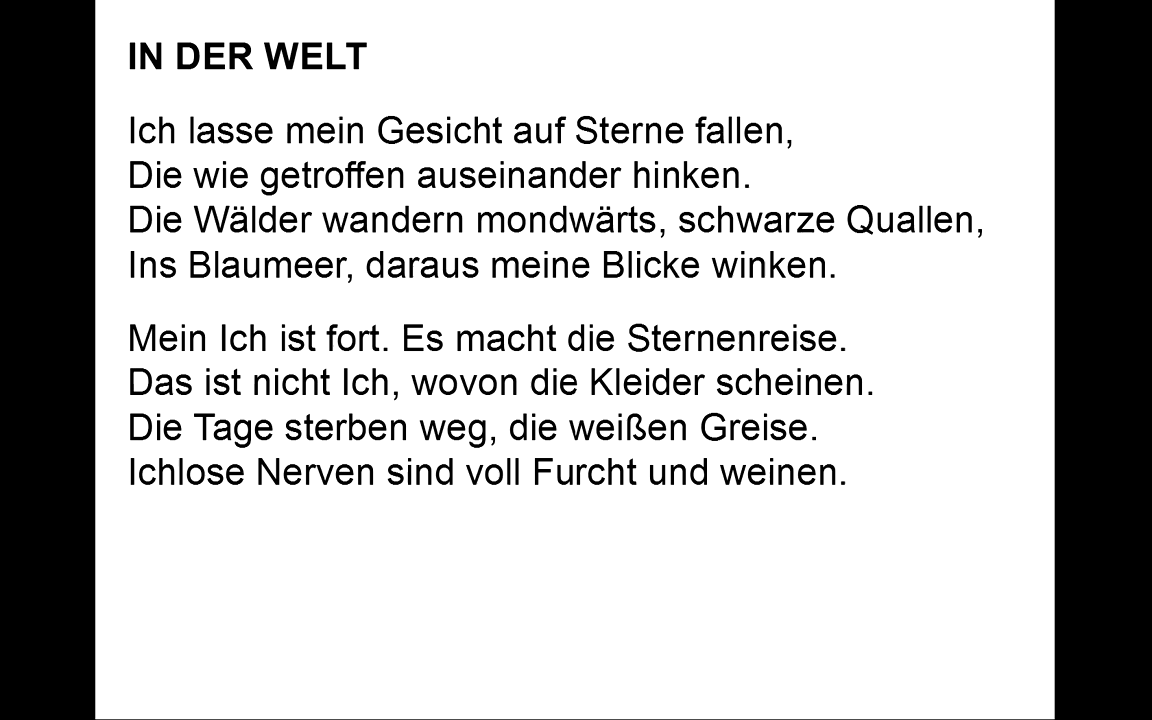 IN DER WELT
Ich lasse mein Gesicht auf Sterne fallen,
Die wie getroffen auseinander hinken.
Die Wälder wandern mondwärts, schwarze Quallen,
Ins Blaumeer, daraus meine Blicke winken.
Mein Ich ist fort. Es macht die Sternenreise.
Das ist nicht Ich, wovon die Kleider scheinen.
Die Tage sterben weg, die weißen Greise.
Ichlose Nerven sind voll Furcht und weinen.